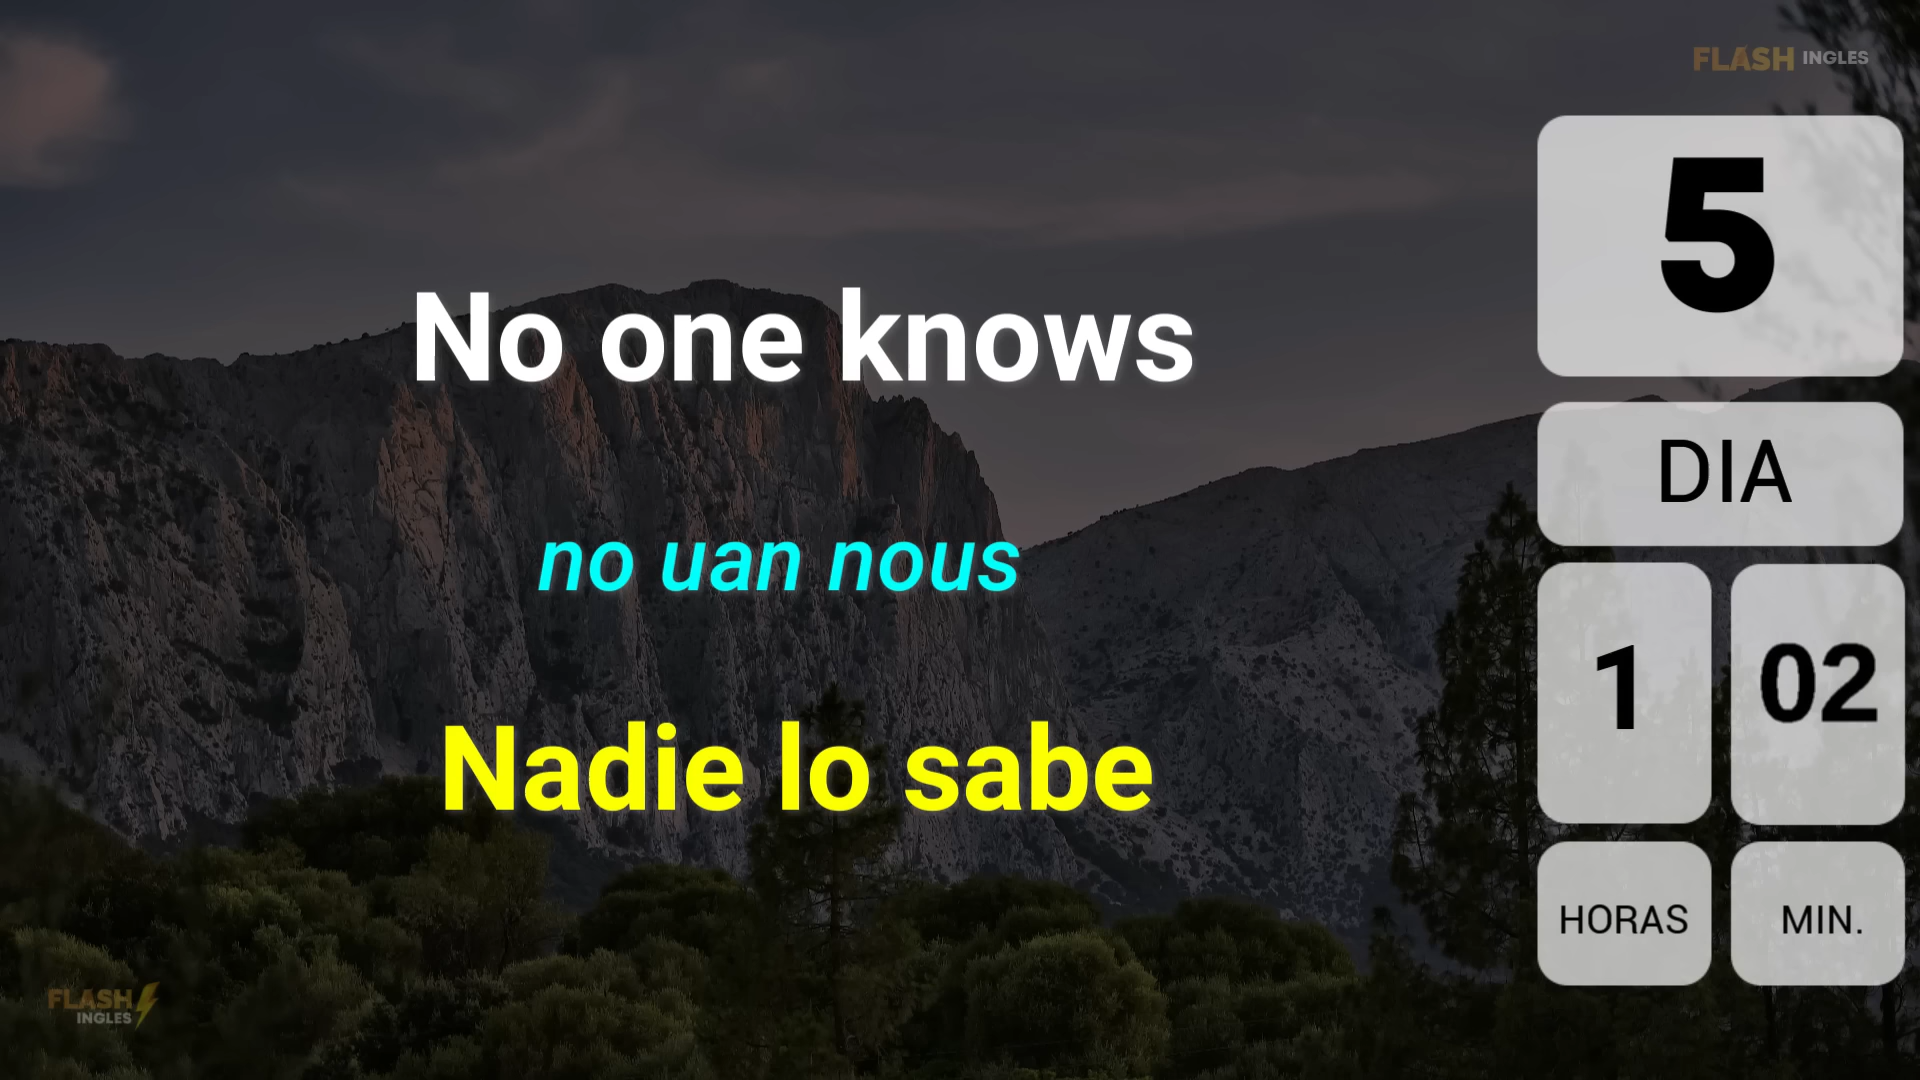 FLASH INGLES
No one knows
no uan nous
Nadie lo sabe
5
DIA
1 02
HORAS MIN.
FLASH
INGLES